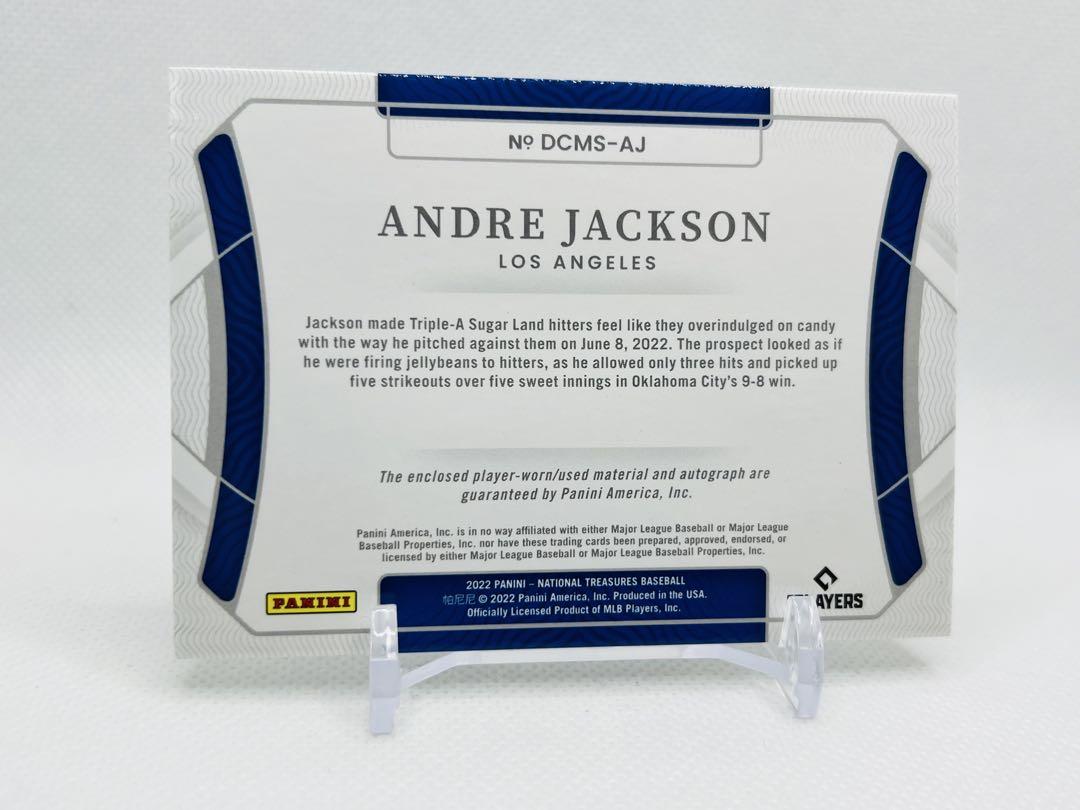 Nº DCMS-AJ
ANDRE JACKSON
LOS ANGELES
Jackson made Triple-A Sugar Land hitters feel like they overindulged on candy
with the way he pitched against them on June 8, 2022. The prospect looked as if
he were firing jellybeans to hitters, as he allowed only three hits and picked up
five strikeouts over five sweet innings in Oklahoma City's 9-8 win.
The enclosed player-worn/used material and autograph are
guaranteed by Panini America, Inc.
Panini America, Inc. is in no way affiliated with either Major League Baseball or Major League
Baseball Properties, Inc. nor have these trading cards been prepared, approved, endorsed, or
licensed by either Major League Baseball or Major League Baseball Properties, Inc.
PANINI
2022 PANINI – NATIONAL TREASURES BASEBALL
帕尼尼 © 2022 Panini America, Inc. Produced in the USA.
Officially Licensed Product of MLB Players, Inc.